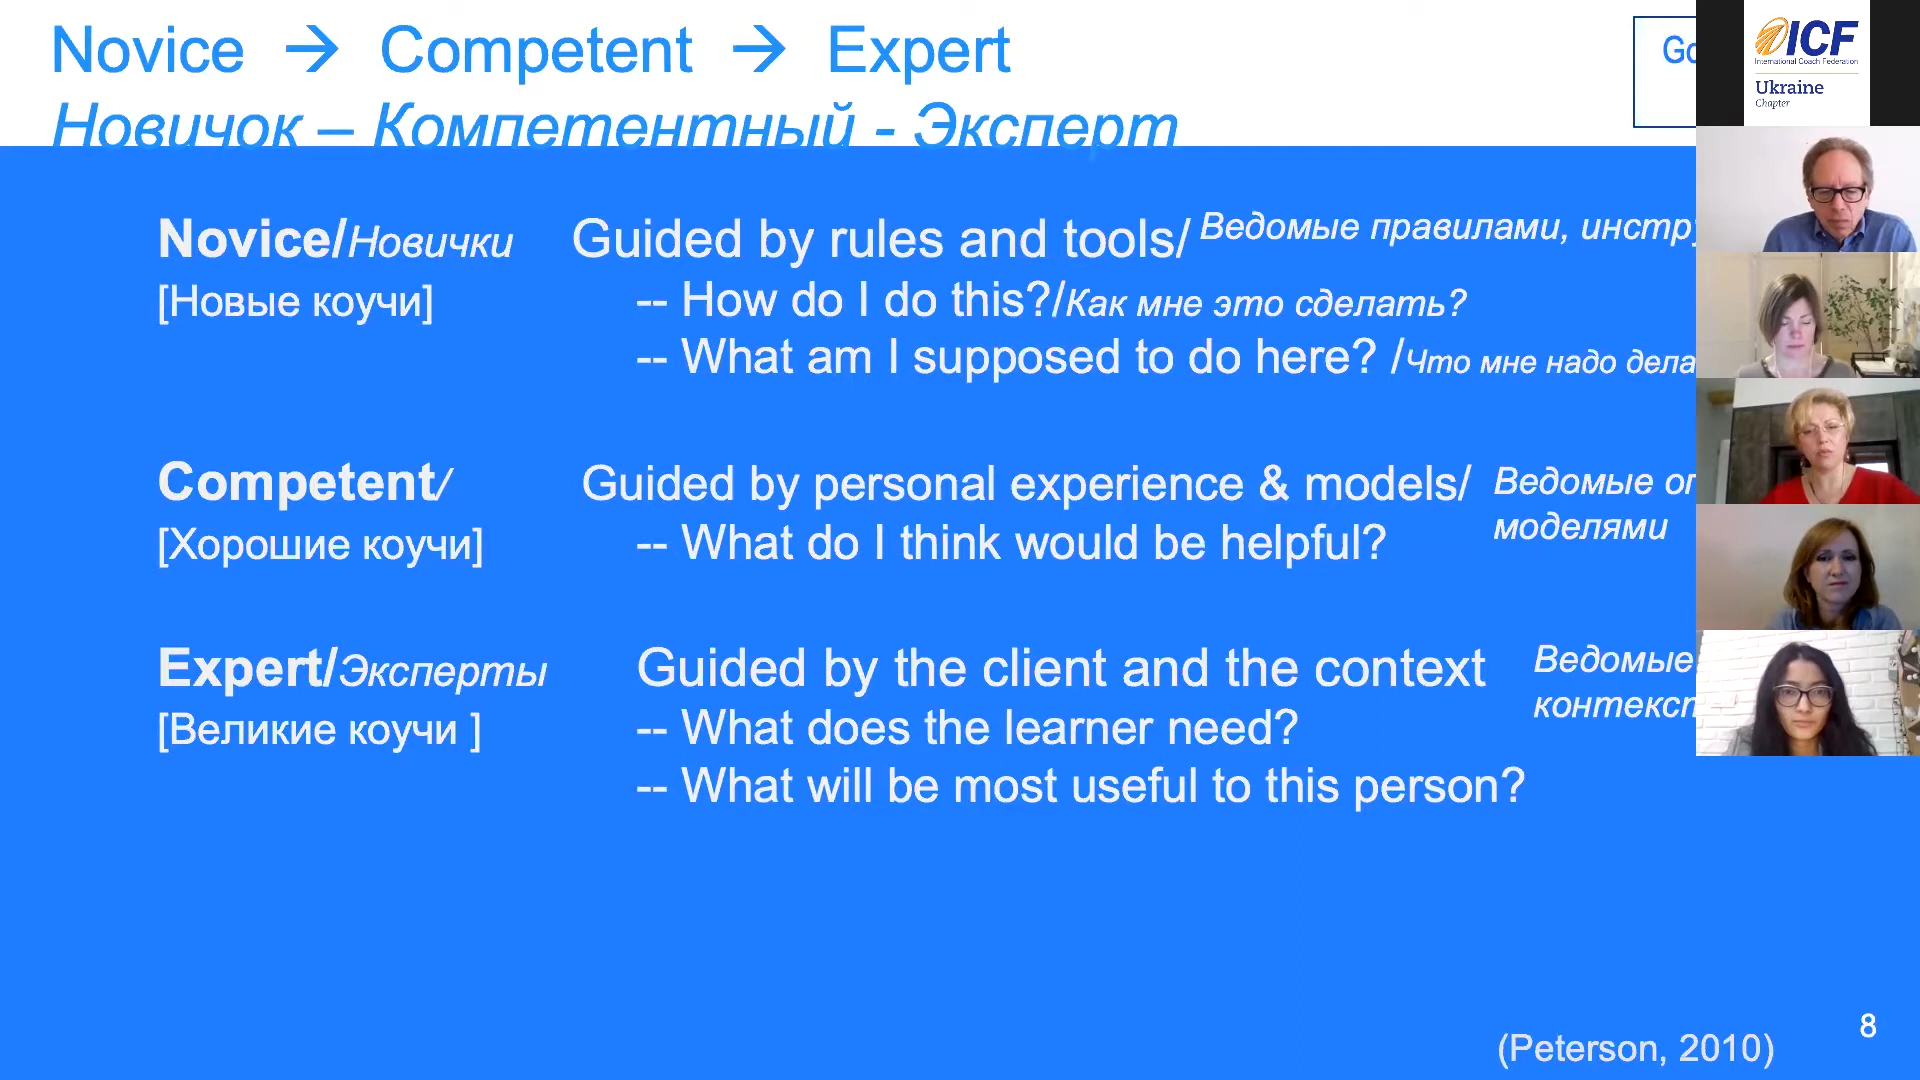 Novice → Competent → Expert
Новичок – Компетентный - Эксперт
ICF
International Coach Federation
Ukraine
Chapter
Novice/Новички
[Новые коучи]
Guided by rules and tools/ Ведомые правилами,
-- How do I do this?/Как мне это сделать?
-- What am I supposed to do here? /Что мне надо
Competent/
[Хорошие коучи]
Guided by personal experience & models/ Ведомые
моделями
-- What do I think would be helpful?
Expert/Эксперты
[Великие коучи ]
Guided by the client and the context Ведомые
-- What does the learner need?
-- What will be most useful to this person?
8
(Peterson, 2010)